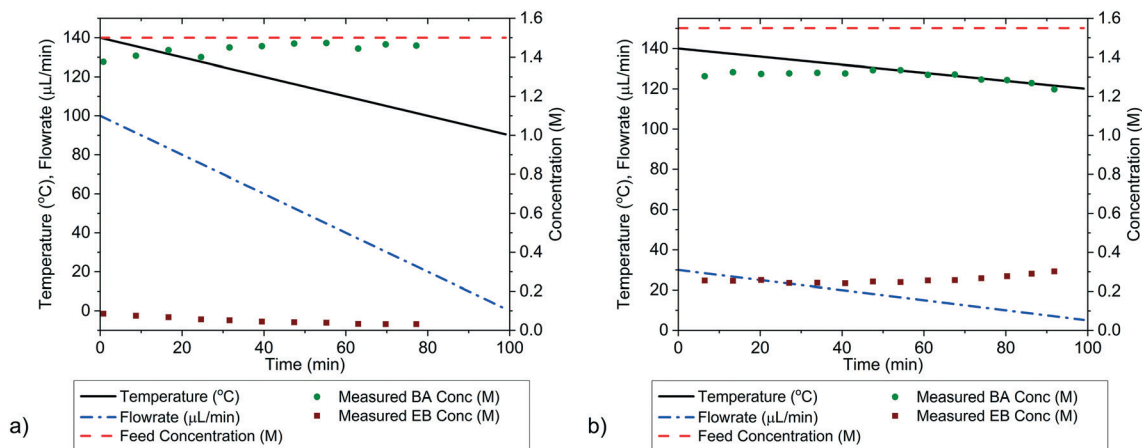 140
120
100
80
60
40
20
0
Temperature (°C), Flowrate (μL/min)
1.6
1.4
1.2
1.0
0.8
0.6
0.4
0.2
0.0
Concentration (M)
0 20 40 60 80 100
Time (min)
Temperature (°C)
Flowrate (μL/min)
Feed Concentration (M)
Measured BA Conc (M)
Measured EB Conc (M)
a)
140
120
100
80
60
40
20
0
Temperature (°C), Flowrate (μL/min)
1.6
1.4
1.2
1.0
0.8
0.6
0.4
0.2
0.0
Concentration (M)
0 20 40 60 80 100
Time (min)
Temperature (°C)
Flowrate (μL/min)
Feed Concentration (M)
Measured BA Conc (M)
Measured EB Conc (M)
b)